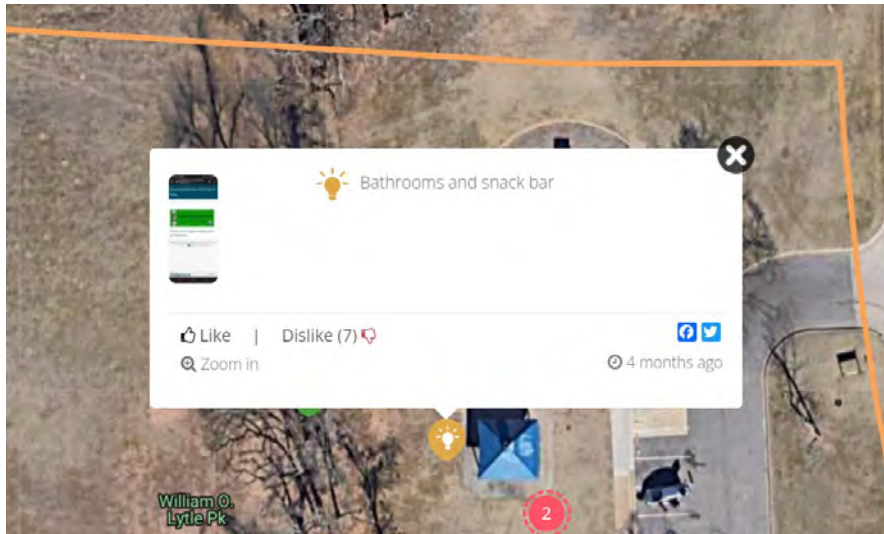 Bathrooms and snack bar
Like | Dislike (7)
Zoom in
4 months ago
William O.
Lytle Pk
2